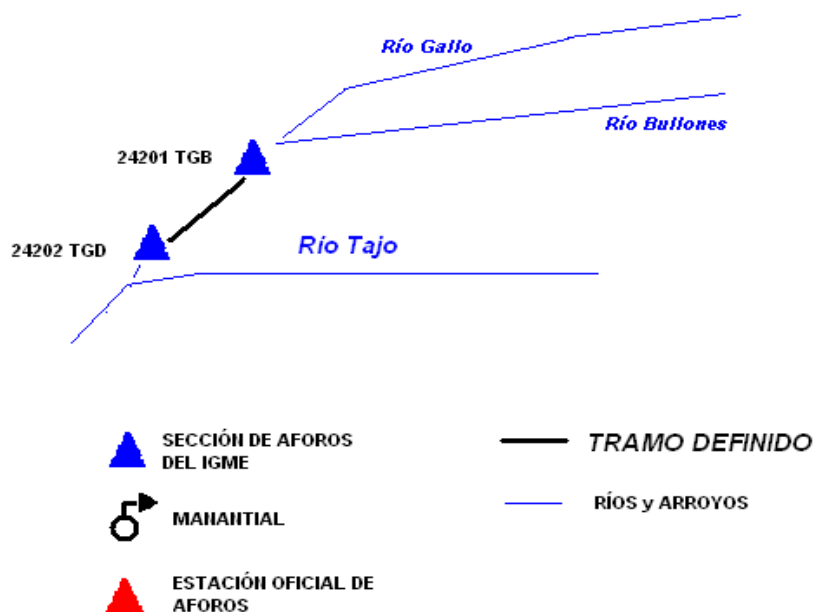 Río Gallo
Río Bullones
24201 TGB
24202 TGD
Río Tajo
SECCIÓN DE AFOROS
DEL IGME
TRAMO DEFINIDO
MANANTIAL
RÍOS y ARROYOS
ESTACIÓN OFICIAL DE
AFOROS